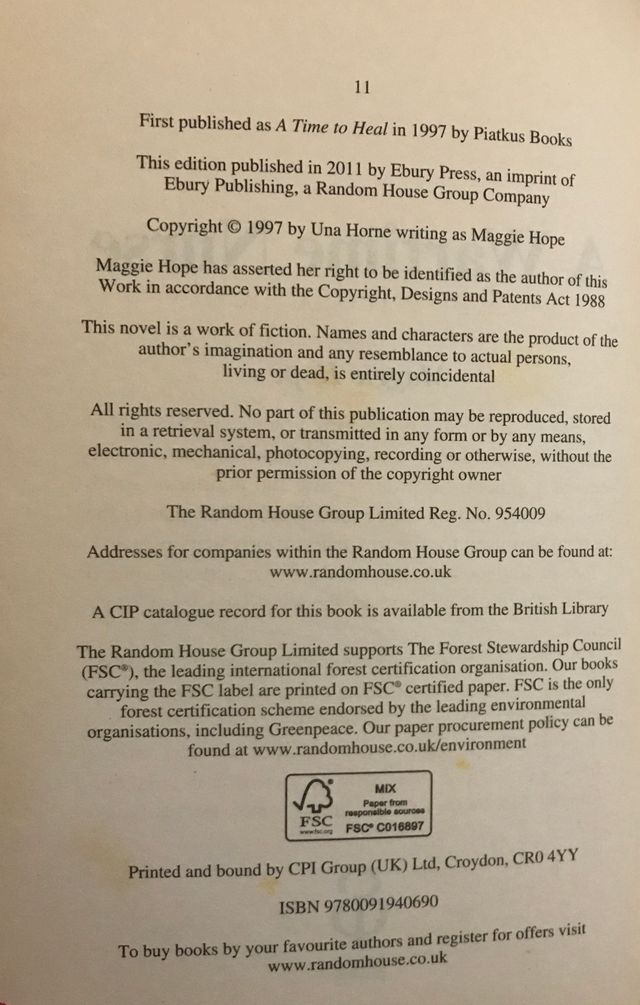 11
First published as A Time to Heal in 1997 by Piatkus Books
This edition published in 2011 by Ebury Press, an imprint of
Ebury Publishing, a Random House Group Company
Copyright © 1997 by Una Horne writing as Maggie Hope
Maggie Hope has asserted her right to be identified as the author of this
Work in accordance with the Copyright, Designs and Patents Act 1988
This novel is a work of fiction. Names and characters are the product of the
author's imagination and any resemblance to actual persons,
living or dead, is entirely coincidental
All rights reserved. No part of this publication may be reproduced, stored
in a retrieval system, or transmitted in any form or by any means,
electronic, mechanical, photocopying, recording or otherwise, without the
prior permission of the copyright owner
The Random House Group Limited Reg. No. 954009
Addresses for companies within the Random House Group can be found at:
www.randomhouse.co.uk
A CIP catalogue record for this book is available from the British Library
The Random House Group Limited supports The Forest Stewardship Council
(FSC®), the leading international forest certification organisation. Our books
carrying the FSC label are printed on FSC® certified paper. FSC is the only
forest certification scheme endorsed by the leading environmental
organisations, including Greenpeace. Our paper procurement policy can be
found at www.randomhouse.co.uk/environment
FSC
www.fsc.org
MIX
Paper from
responsible sources
FSC® C016897
Printed and bound by CPI Group (UK) Ltd, Croydon, CR0 4YY
ISBN 9780091940690
To buy books by your favourite authors and register for offers visit
www.randomhouse.co.uk